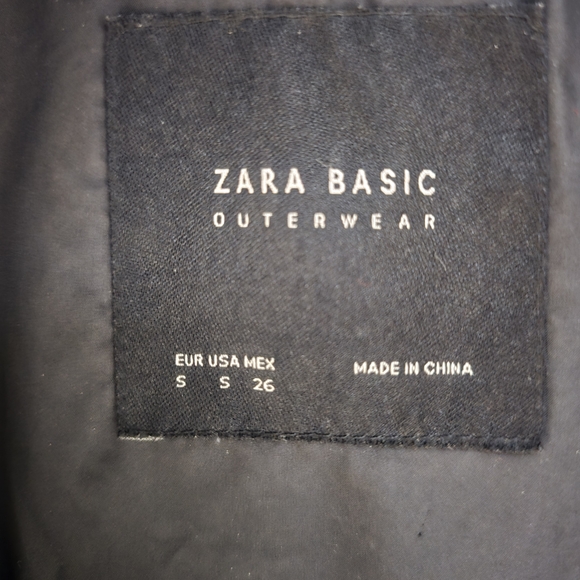 ZARA BASIC
OUTERWEAR
EUR USA MEX
S S 26
MADE IN CHINA